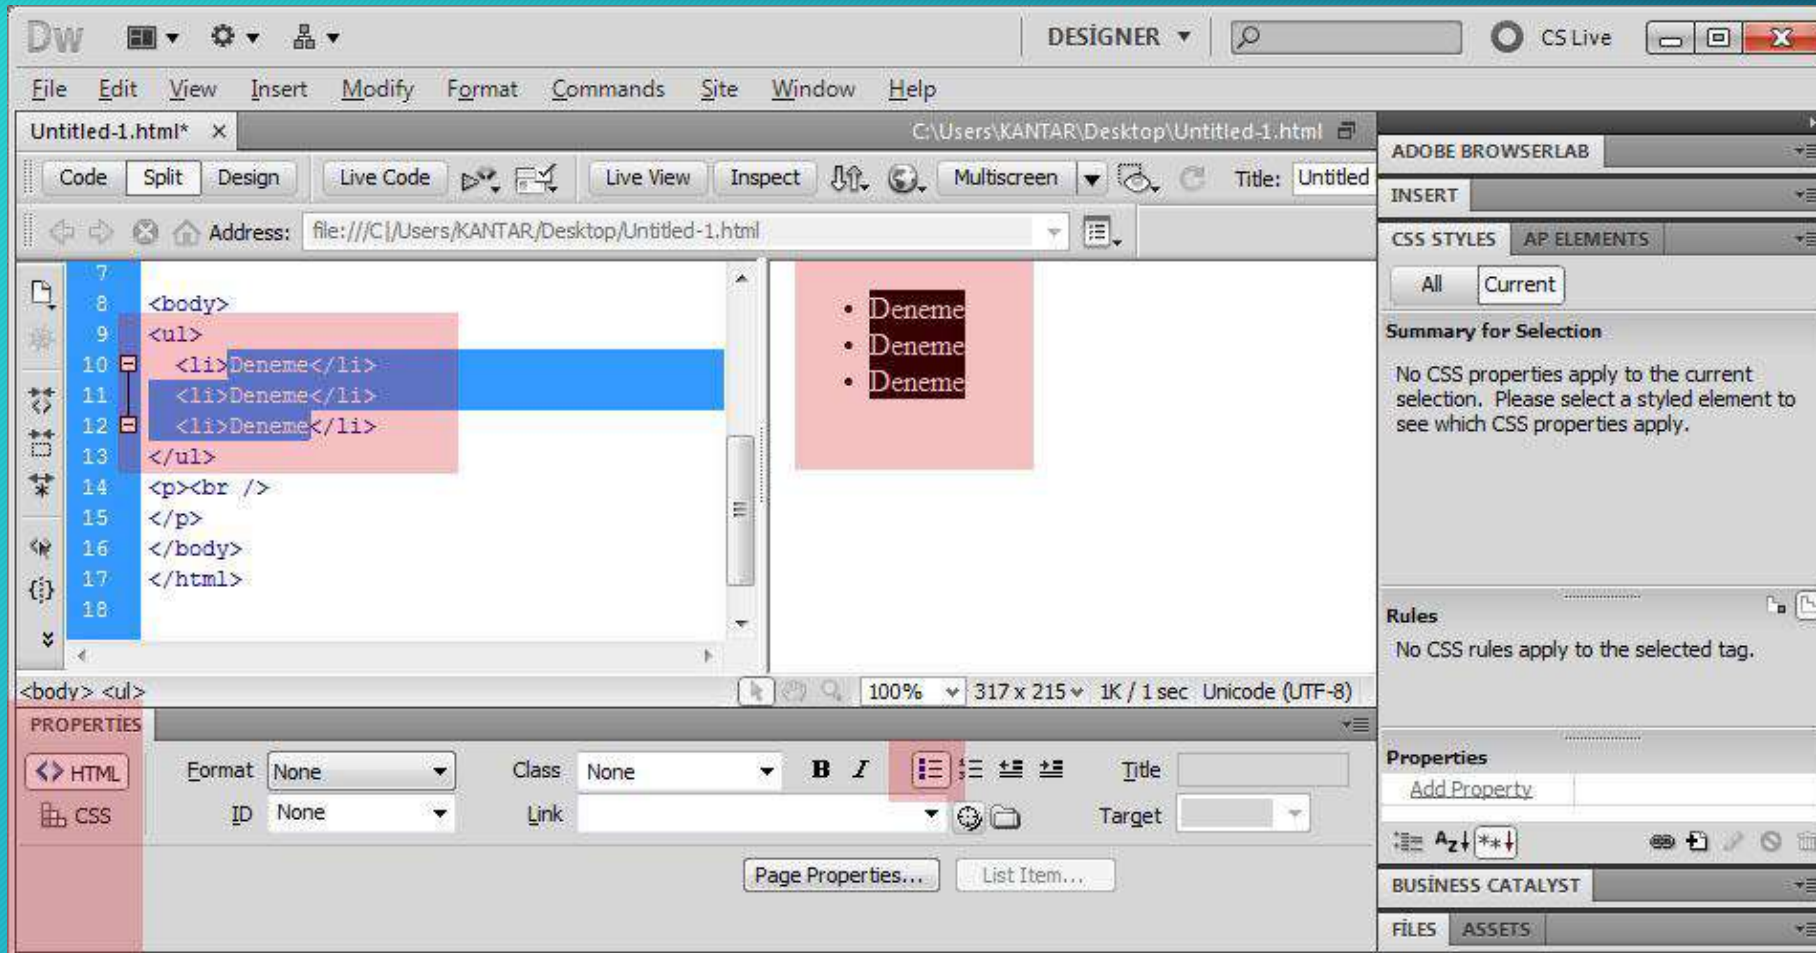 Dw DESİGNER CS Live
File Edit View Insert Modify Format Commands Site Window Help
Untitled-1.html* C:\Users\KANTAR\Desktop\Untitled-1.html
Code Split Design Live Code Live View Inspect Multiscreen Title: Untitled
Address: file:///C|/Users/KANTAR/Desktop/Untitled-1.html
7
8 <body>
9 <ul>
10 <li>Deneme</li>
11 <li>Deneme</li>
12 <li>Deneme</li>
13 </ul>
14 <p><br />
15 </p>
16 </body>
17 </html>
18
• Deneme
• Deneme
• Deneme
<body> <ul> 100% 317 x 215 1K / 1 sec Unicode (UTF-8)
PROPERTİES
HTML Format None Class None B I Title
CSS ID None Link Target
Page Properties... List Item...
ADOBE BROWSERLAB
INSERT
CSS STYLES AP ELEMENTS
All Current
Summary for Selection
No CSS properties apply to the current
selection. Please select a styled element to
see which CSS properties apply.
Rules
No CSS rules apply to the selected tag.
Properties
Add Property
AZ↓ **↓
BUSİNESS CATALYST
FİLES ASSETS